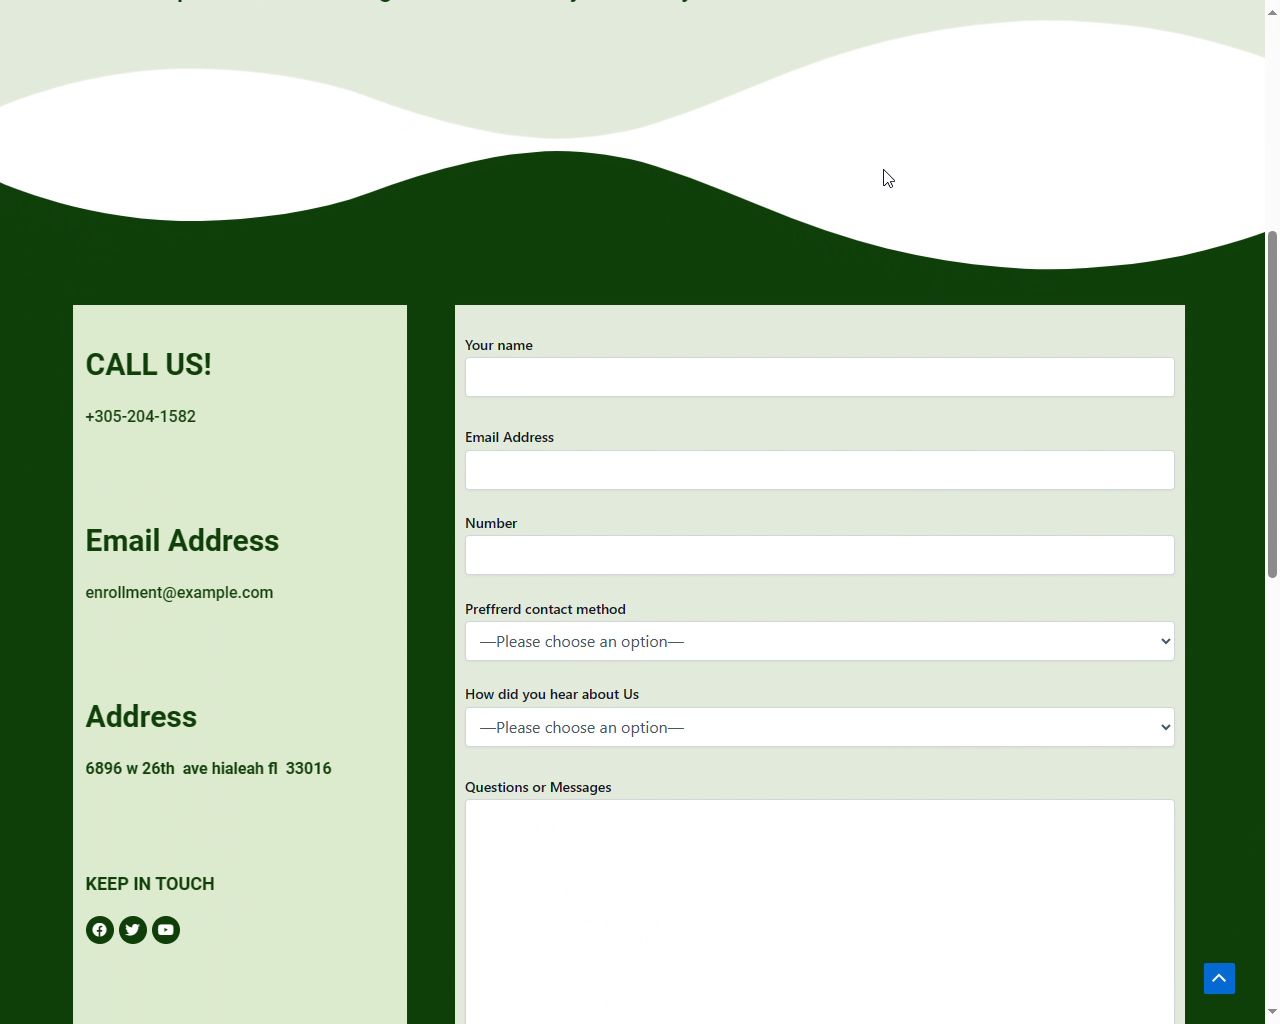 CALL US!
+305-204-1582
Email Address
enrollment@example.com
Address
6896 w 26th  ave hialeah fl  33016
KEEP IN TOUCH
Your name
Email Address
Number
Preffrerd contact method
—Please choose an option—
How did you hear about Us
—Please choose an option—
Questions or Messages